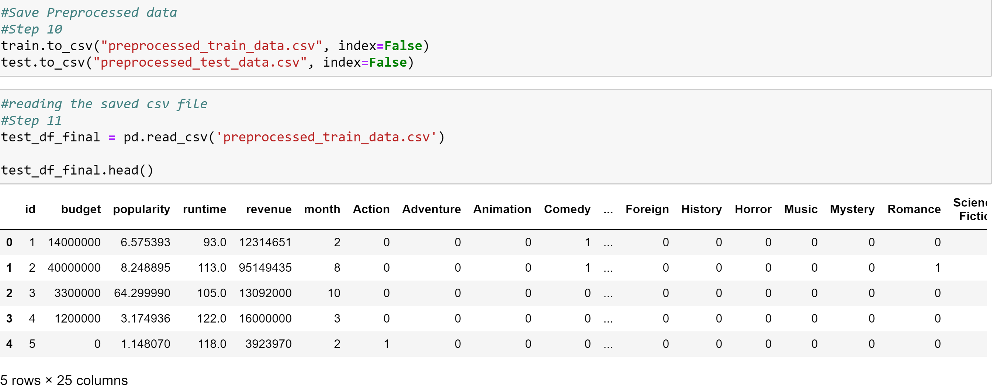 #Save Preprocessed data
#Step 10
train.to_csv("preprocessed_train_data.csv", index=False)
test.to_csv("preprocessed_test_data.csv", index=False)
#reading the saved csv file
#Step 11
test_df_final = pd.read_csv('preprocessed_train_data.csv')
test_df_final.head()
id budget popularity runtime revenue month Action Adventure Animation Comedy ... Foreign History Horror Music Mystery Romance
0 1 14000000 6.575393 93.0 12314651 2 0 0 0 1 ... 0 0 0 0 0 0
1 2 40000000 8.248895 113.0 95149435 8 0 0 0 1 ... 0 0 0 0 0 1
2 3 3300000 64.299990 105.0 13092000 10 0 0 0 0 ... 0 0 0 0 0 0
3 4 1200000 3.174936 122.0 16000000 3 0 0 0 0 ... 0 0 0 0 0 0
4 5 0 1.148070 118.0 3923970 2 1 0 0 0 ... 0 0 0 0 0 0
5 rows × 25 columns